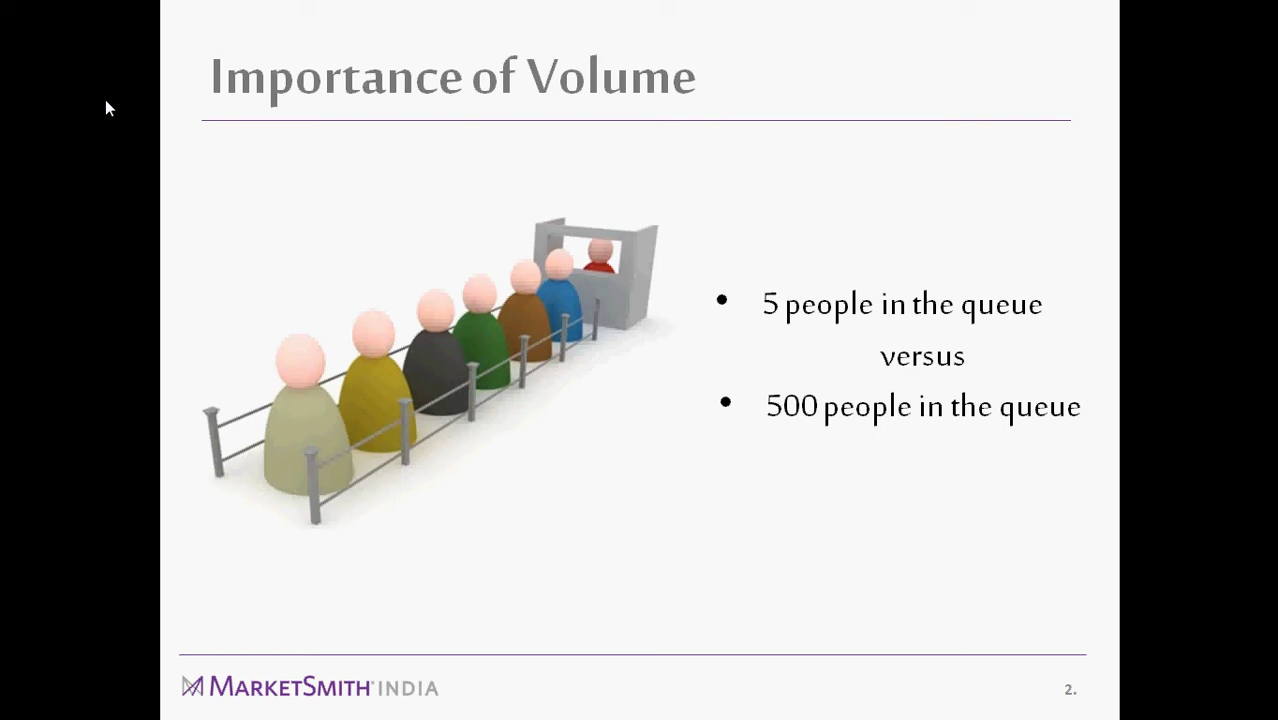 Importance of Volume
• 5 people in the queue
versus
• 500 people in the queue
MARKETSMITH INDIA
2.